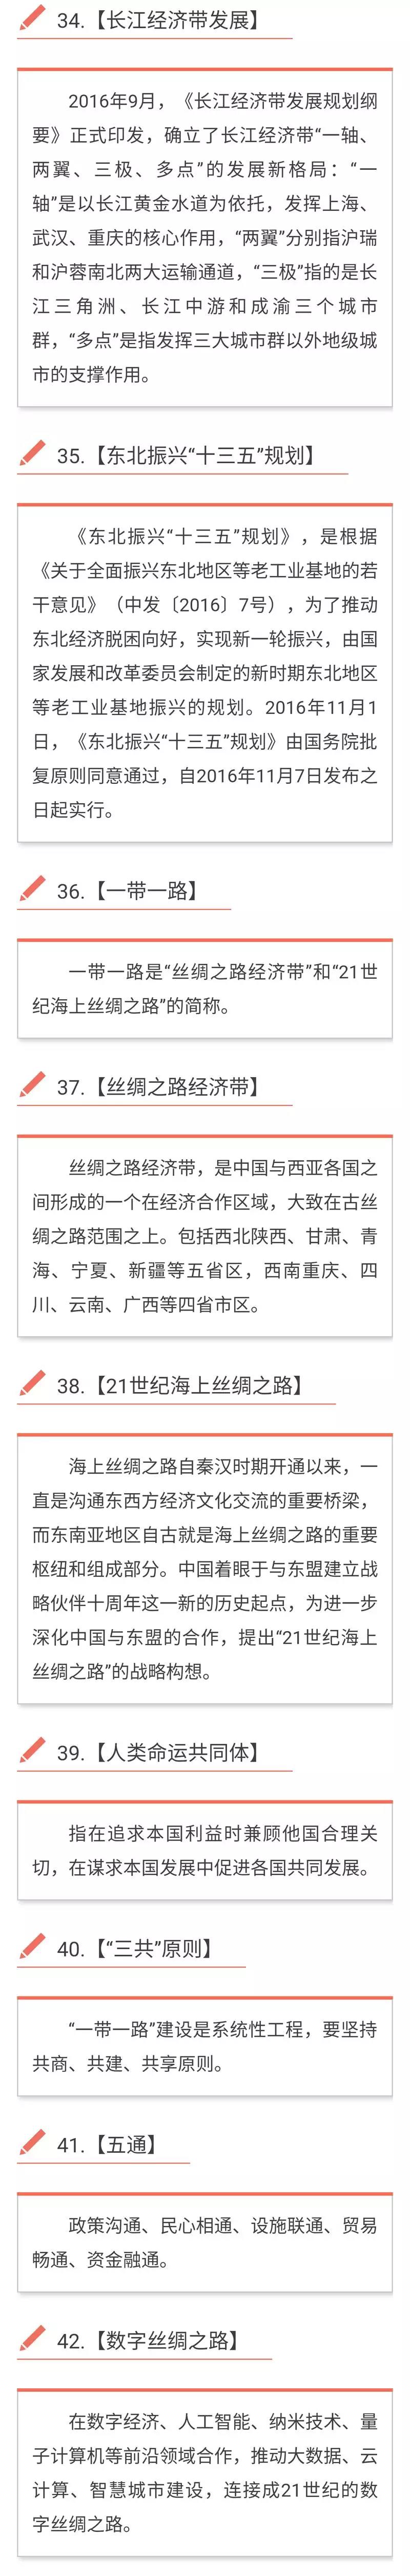 34.【长江经济带发展】
2016年9月，《长江经济带发展规划纲
要》正式印发，确立了长江经济带“一轴、
两翼、三极、多点”的发展新格局：“一
轴”是以长江黄金水道为依托，发挥上海、
武汉、重庆的核心作用，“两翼”分别指沪瑞
和沪蓉南北两大运输通道，“三极”指的是长
江三角洲、长江中游和成渝三个城市
群，“多点”是指发挥三大城市群以外地级城
市的支撑作用。
35.【东北振兴“十三五”规划】
《东北振兴“十三五”规划》，是根据
《关于全面振兴东北地区等老工业基地的若
干意见》（中发〔2016〕7号），为了推动
东北经济脱困向好，实现新一轮振兴，由国
家发展和改革委员会制定的新时期东北地区
等老工业基地振兴的规划。2016年11月1
日，《东北振兴“十三五”规划》由国务院批
复原则同意通过，自2016年11月7日发布之
日起实行。
36.【一带一路】
一带一路是“丝绸之路经济带”和“21世
纪海上丝绸之路”的简称。
37.【丝绸之路经济带】
丝绸之路经济带，是中国与西亚各国之
间形成的一个在经济合作区域，大致在古丝
绸之路范围之上。包括西北陕西、甘肃、青
海、宁夏、新疆等五省区，西南重庆、四
川、云南、广西等四省市区。
38.【21世纪海上丝绸之路】
海上丝绸之路自秦汉时期开通以来，一
直是沟通东西方经济文化交流的重要桥梁，
而东南亚地区自古就是海上丝绸之路的重要
枢纽和组成部分。中国着眼于与东盟建立战
略伙伴十周年这一新的历史起点，为进一步
深化中国与东盟的合作，提出“21世纪海上
丝绸之路”的战略构想。
39.【人类命运共同体】
指在追求本国利益时兼顾他国合理关
切，在谋求本国发展中促进各国共同发展。
40.【“三共”原则】
“一带一路”建设是系统性工程，要坚持
共商、共建、共享原则。
41.【五通】
政策沟通、民心相通、设施联通、贸易
畅通、资金融通。
42.【数字丝绸之路】
在数字经济、人工智能、纳米技术、量
子计算机等前沿领域合作，推动大数据、云
计算、智慧城市建设，连接成21世纪的数
字丝绸之路。